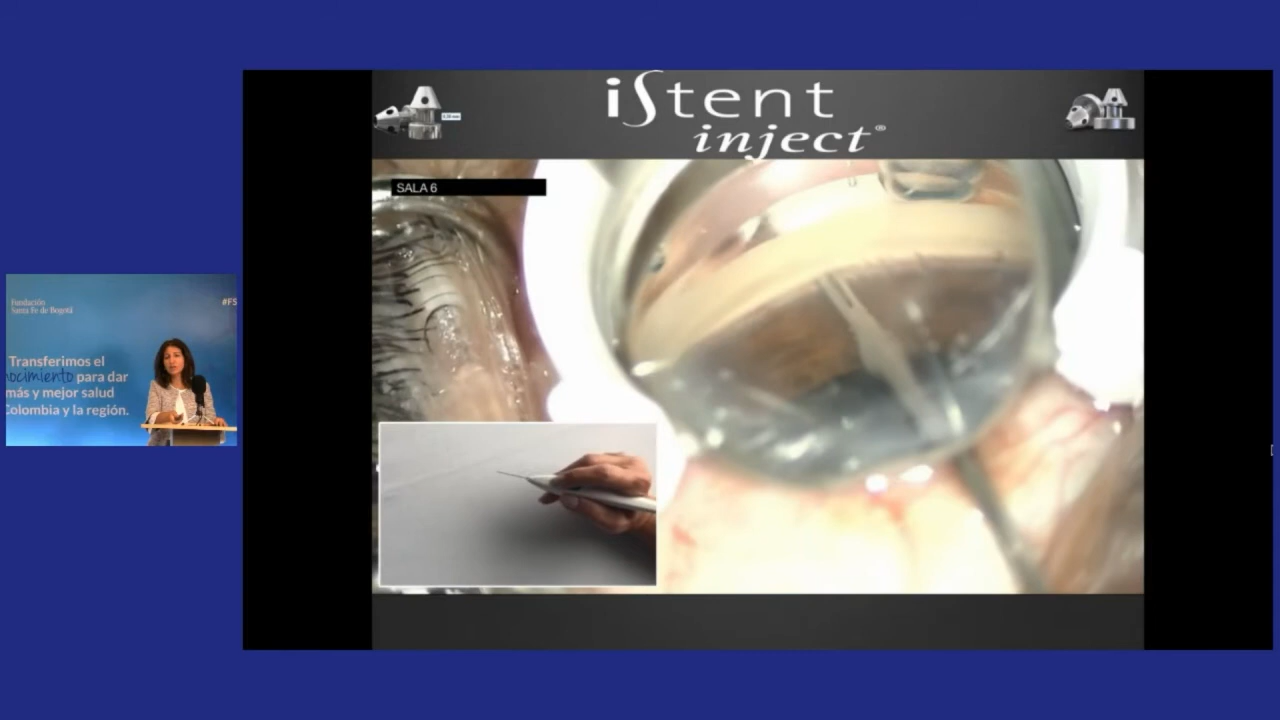 iStent
inject®
SALA 6
Fundación
Santa Fe de Bogotá
#FS
Transferimos el
nocimiento para dar
más y mejor salud
Colombia y la región.